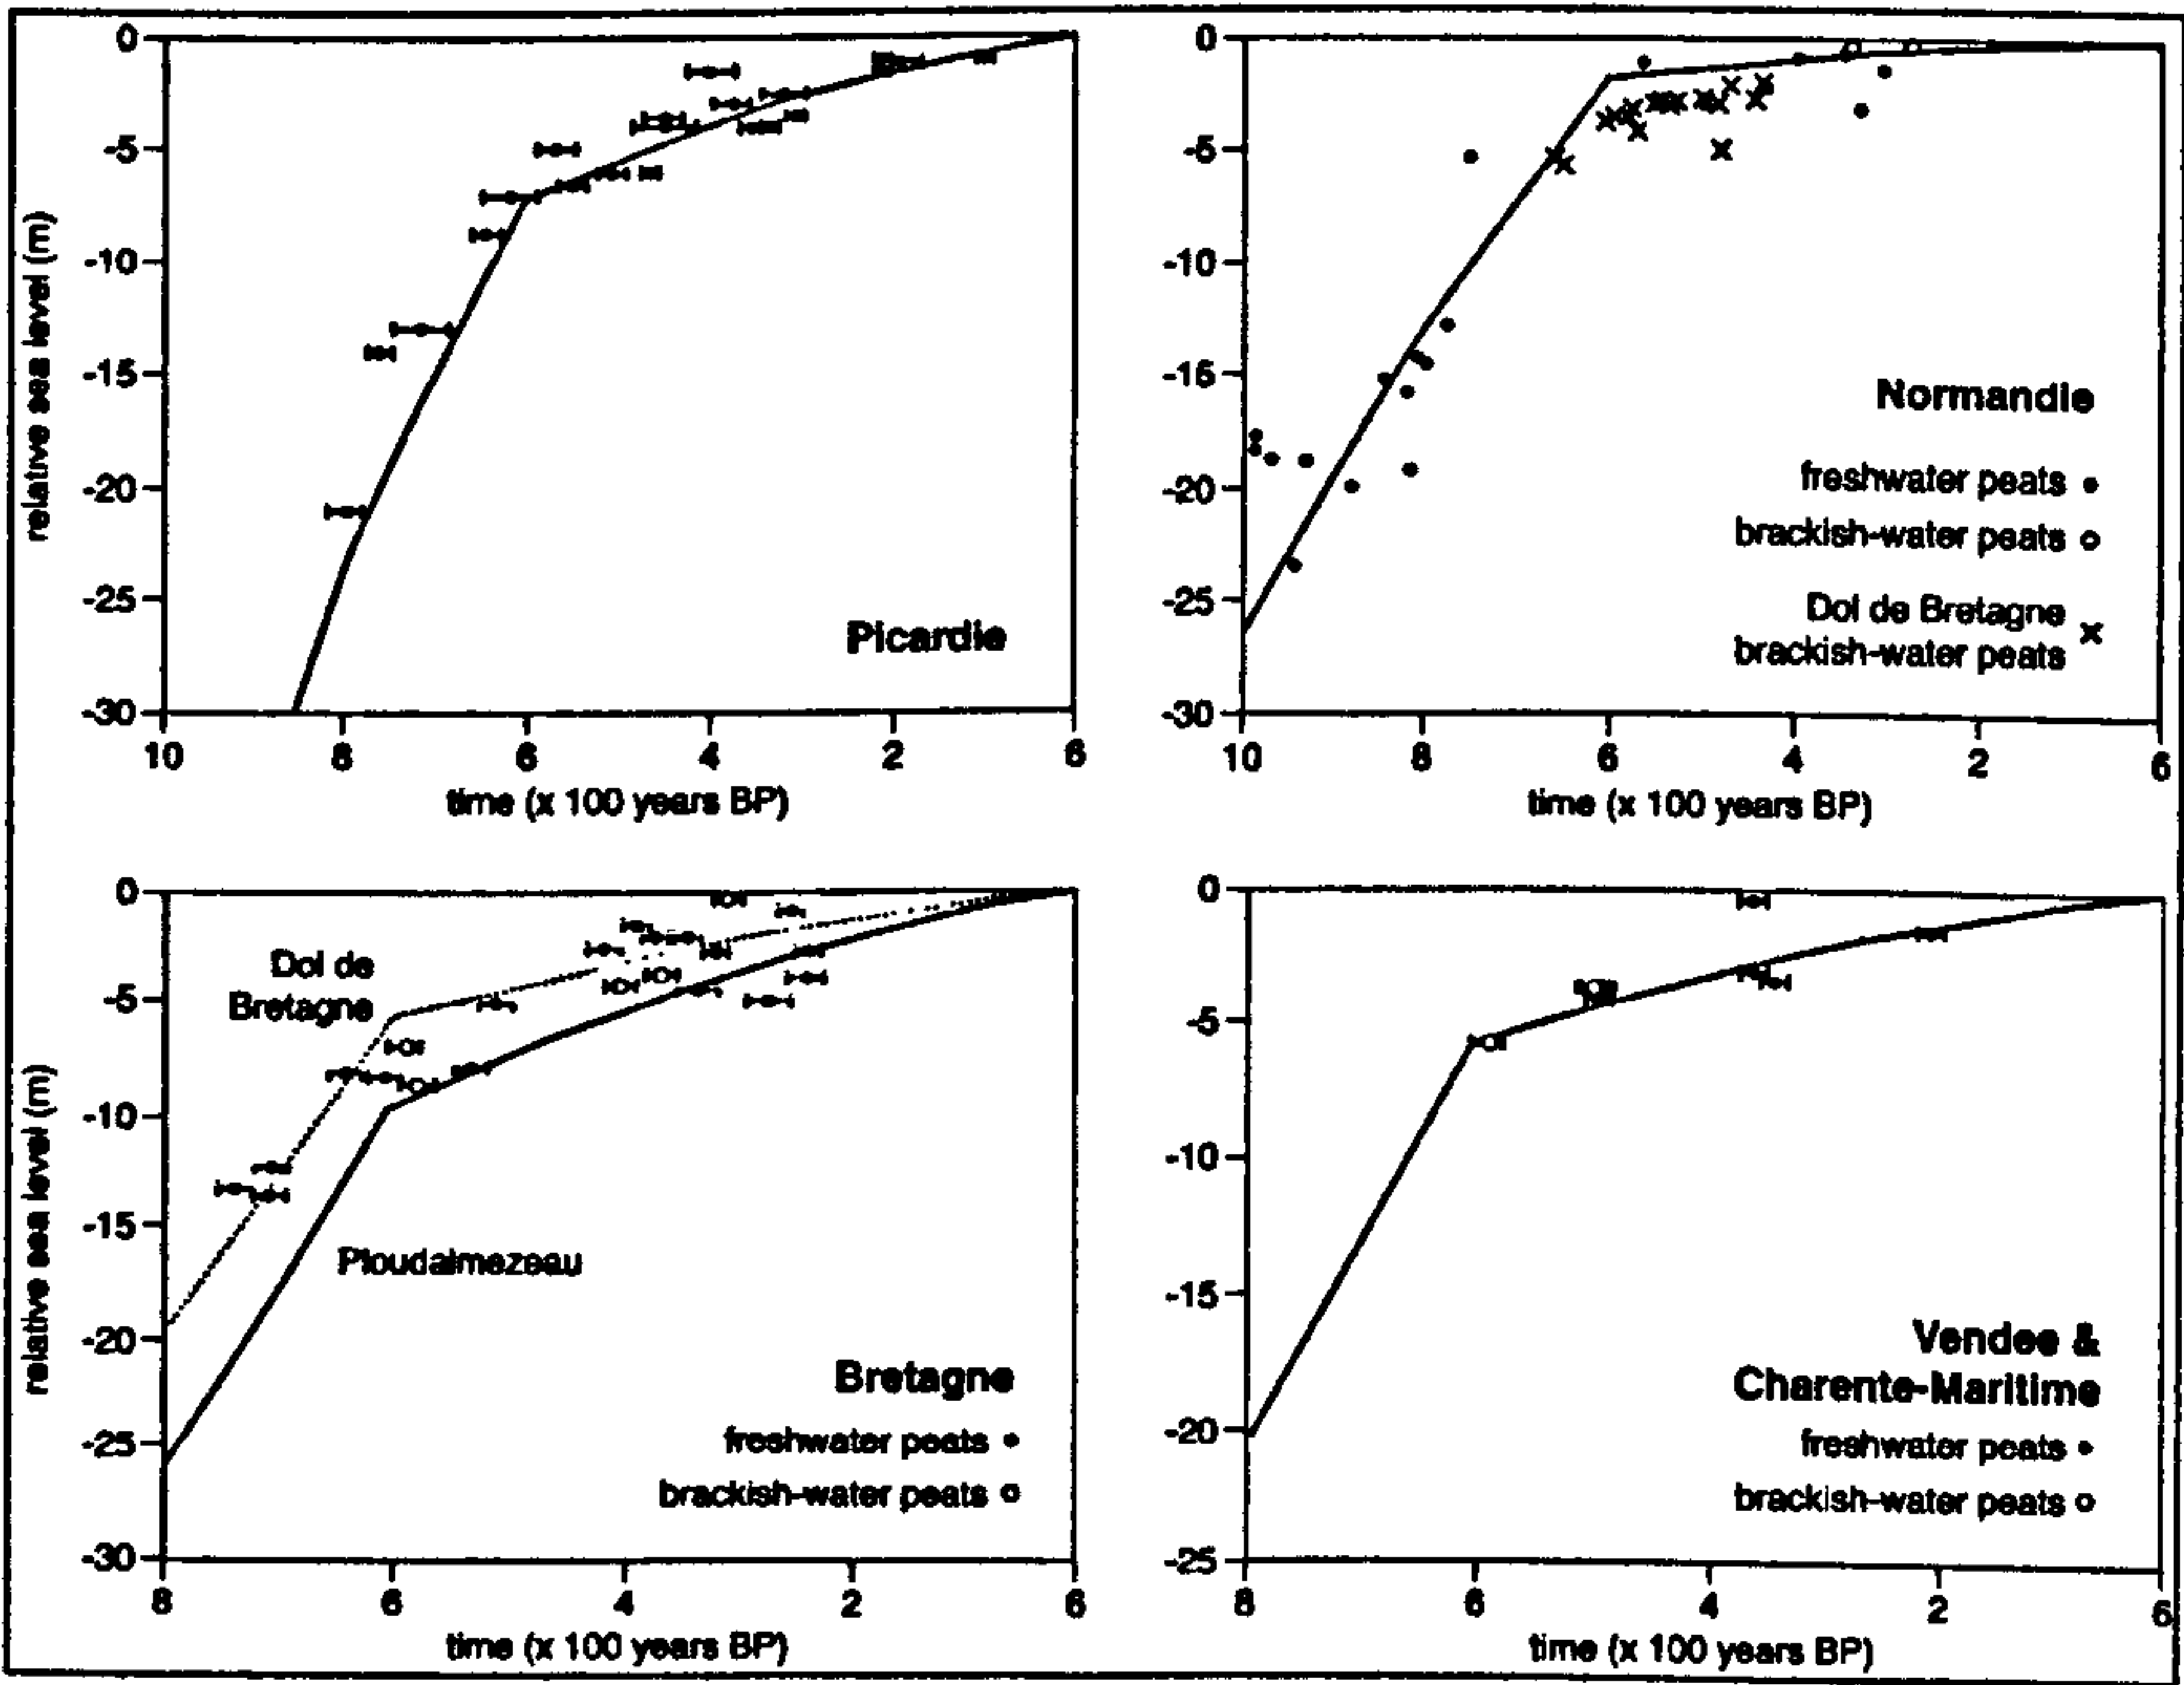 0
-5
-10
-15
-20
-25
-30
10
8
6
4
2
6
relative sea level (m)
time (x 100 years BP)
Picardie
0
-5
-10
-15
-20
-25
-30
10
8
6
4
2
6
time (x 100 years BP)
Normandie
freshwater peats
brackish-water peats
Dol de Bretagne
brackish-water peats
0
-5
-10
-15
-20
-25
-30
8
6
4
2
6
relative sea level (m)
time (x 100 years BP)
Dol de
Bretagne
Ploudalmezeau
Bretagne
freshwater peats
brackish-water peats
0
-5
-10
-15
-20
-25
8
6
4
2
6
time (x 100 years BP)
Vendee &
Charente-Maritime
freshwater peats
brackish-water peats